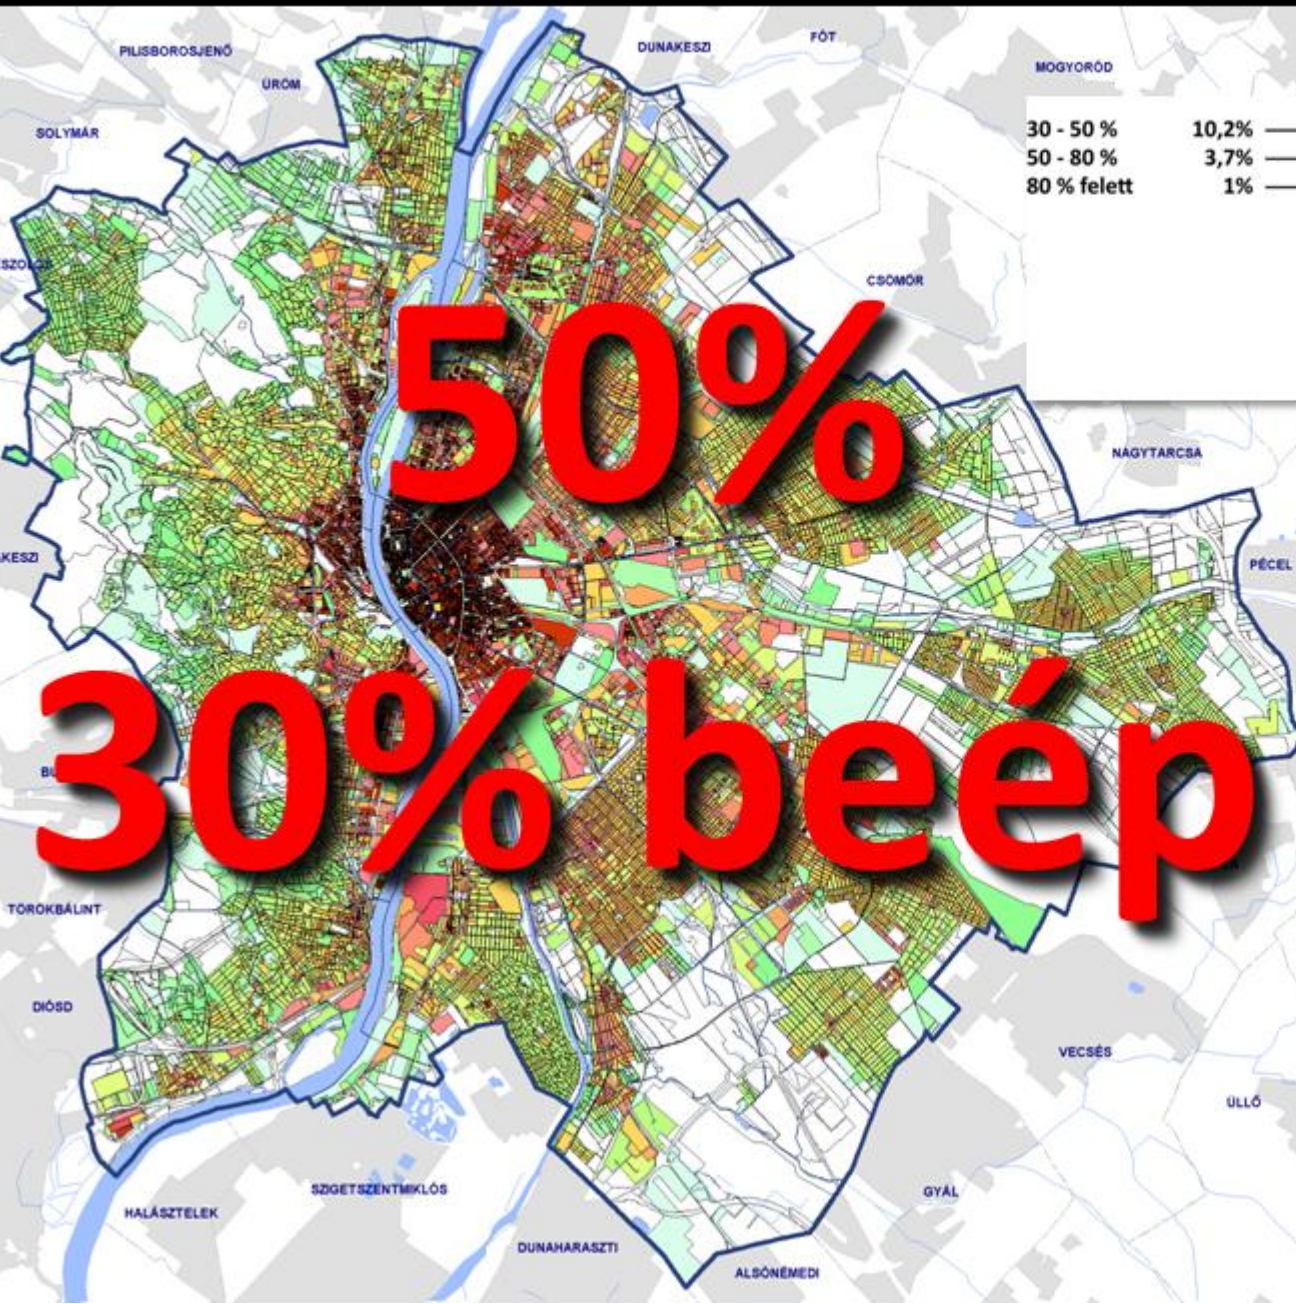 PILISBOROSJENŐ
ÜRÖM
DUNAKESZI
FÓT
MOGYORÓD
SOLYMÁR
30 - 50 % 10,2%
50 - 80 % 3,7%
80 % felett 1%
CSÖMÖR
50%
NAGYTARCSA
PÉCEL
30% beép
TÖRÖKBÁLINT
DIÓSD
VECSÉS
ÜLLŐ
SZIGETSZENTMIKLÓS
GYÁL
HALÁSZTELEK
DUNAHARASZTI
ALSÓNÉMEDI